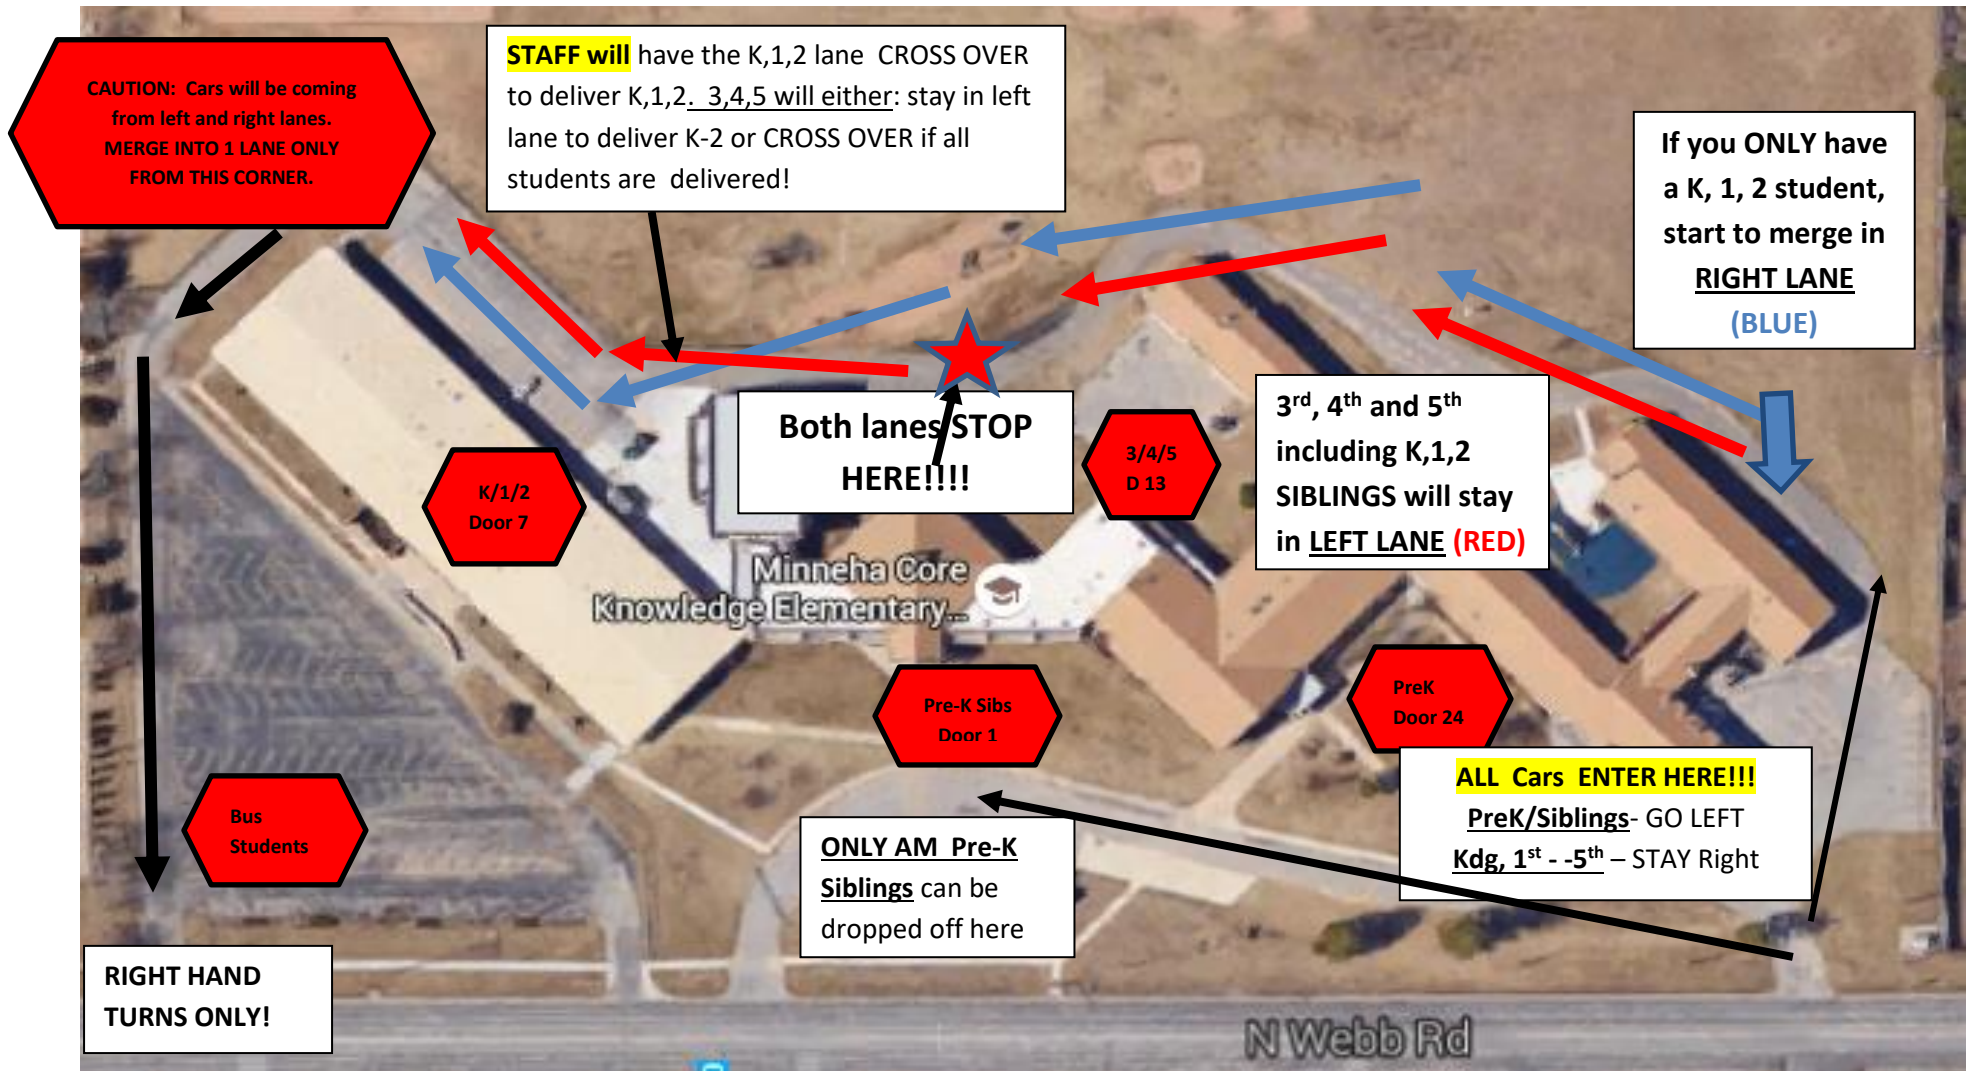 CAUTION: Cars will be coming
from left and right lanes.
MERGE INTO 1 LANE ONLY
FROM THIS CORNER.
STAFF will have the K,1,2 lane CROSS OVER
to deliver K,1,2. 3,4,5 will either: stay in left
lane to deliver K-2 or CROSS OVER if all
students are delivered!
If you ONLY have
a K, 1, 2 student,
start to merge in
RIGHT LANE
(BLUE)
Both lanes STOP
HERE!!!!
3/4/5
D 13
3rd, 4th and 5th
including K,1,2
SIBLINGS will stay
in LEFT LANE (RED)
K/1/2
Door 7
Minneha Core
Knowledge Elementary...
Pre-K Sibs
Door 1
PreK
Door 24
ALL Cars ENTER HERE!!!
PreK/Siblings- GO LEFT
Kdg, 1st - -5th – STAY Right
Bus
Students
ONLY AM Pre-K
Siblings can be
dropped off here
RIGHT HAND
TURNS ONLY!
N Webb Rd